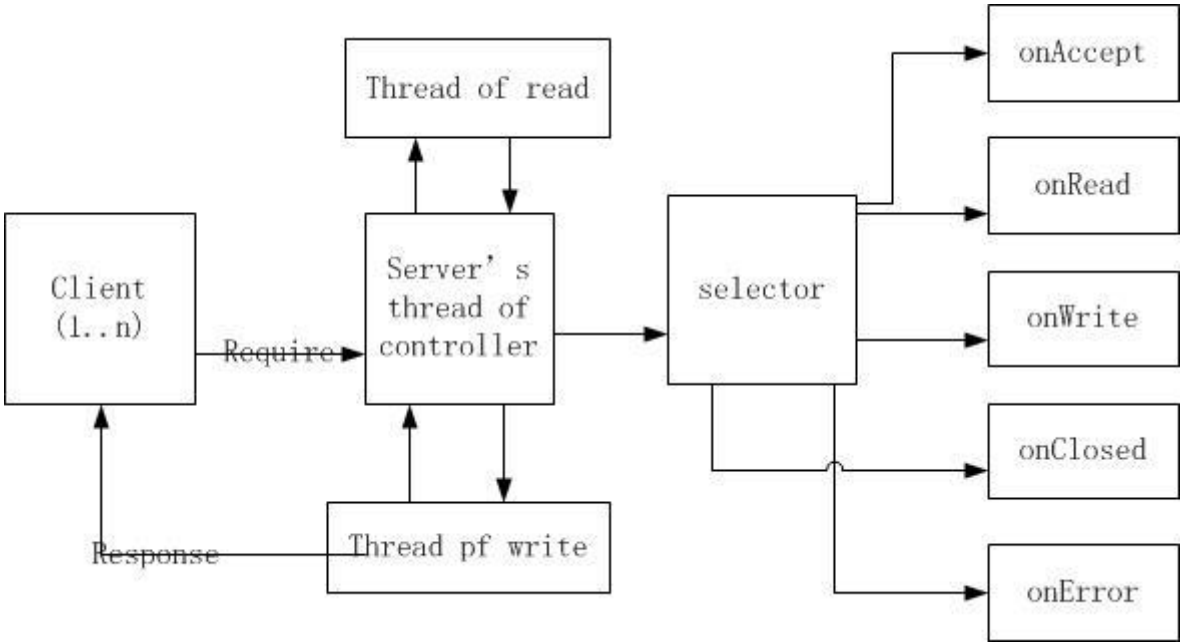 Thread of read
Client
(1..n)
Require
Server's
thread of
controller
Response
Thread pf write
selector
onAccept
onRead
onWrite
onClosed
onError